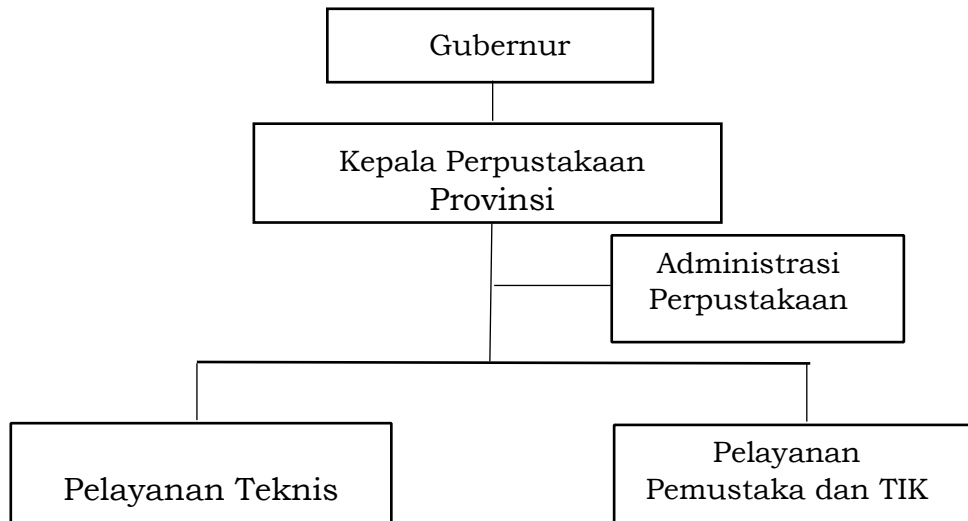 Gubernur
Kepala Perpustakaan
Provinsi
Administrasi
Perpustakaan
Pelayanan Teknis
Pelayanan
Pemustaka dan TIK